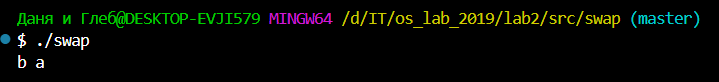 Даня и Глеб@DESKTOP-EVJI579 MINGW64 /d/IT/os_lab_2019/lab2/src/swap (master)
$ ./swap
b a